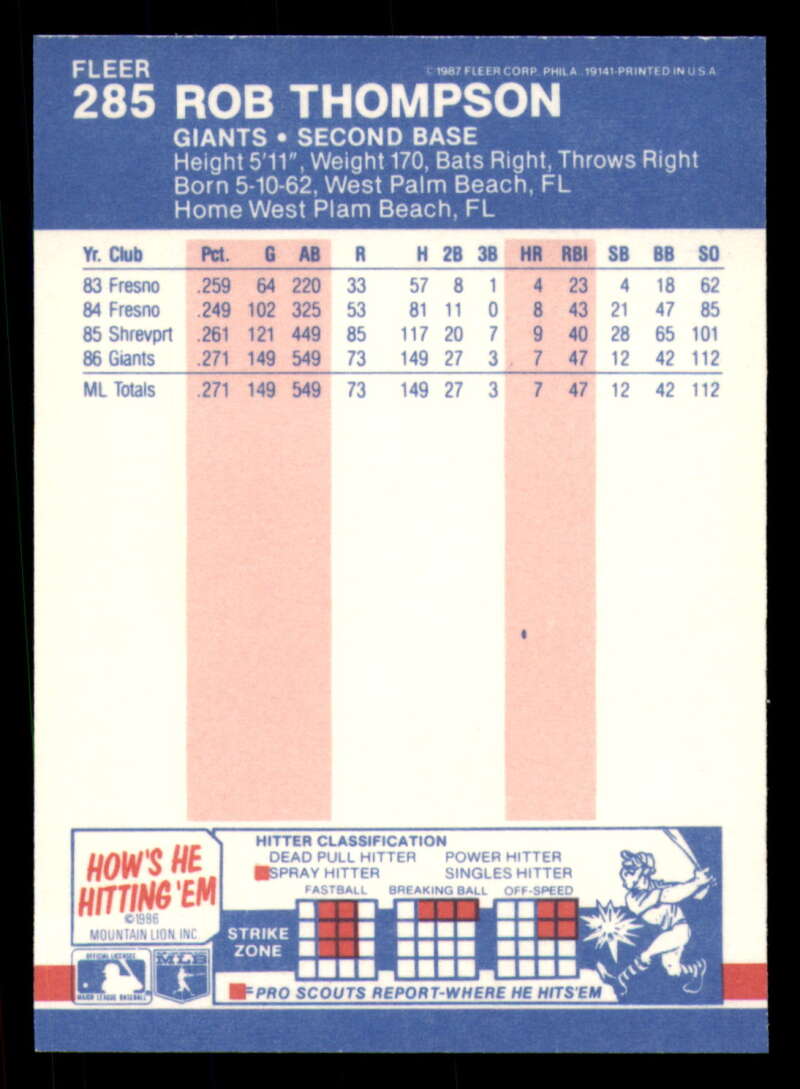 FLEER
©1987 FLEER CORP. PHILA. 19141-PRINTED IN U.S.A.
285 ROB THOMPSON
GIANTS • SECOND BASE
Height 5'11", Weight 170, Bats Right, Throws Right
Born 5-10-62, West Palm Beach, FL
Home West Plam Beach, FL
Yr. Club Pct. G AB R H 2B 3B HR RBI SB BB SO
83 Fresno .259 64 220 33 57 8 1 4 23 4 18 62
84 Fresno .249 102 325 53 81 11 0 8 43 21 47 85
85 Shrevprt .261 121 449 85 117 20 7 9 40 28 65 101
86 Giants .271 149 549 73 149 27 3 7 47 12 42 112
ML Totals .271 149 549 73 149 27 3 7 47 12 42 112
HOW'S HE
HITTING 'EM
©1986
MOUNTAIN LION, INC.
OFFICIAL LICENSEE
MAJOR LEAGUE BASEBALL
MLB
HITTER CLASSIFICATION
DEAD PULL HITTER POWER HITTER
SPRAY HITTER SINGLES HITTER
FASTBALL BREAKING BALL OFF-SPEED
STRIKE
ZONE
=PRO SCOUTS REPORT-WHERE HE HITS'EM